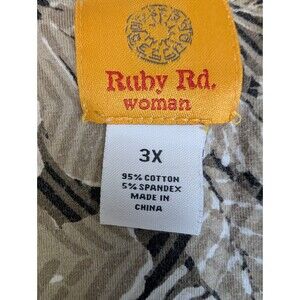 Ruby Rd.
woman
3X
95% COTTON
5% SPANDEX
MADE IN
CHINA